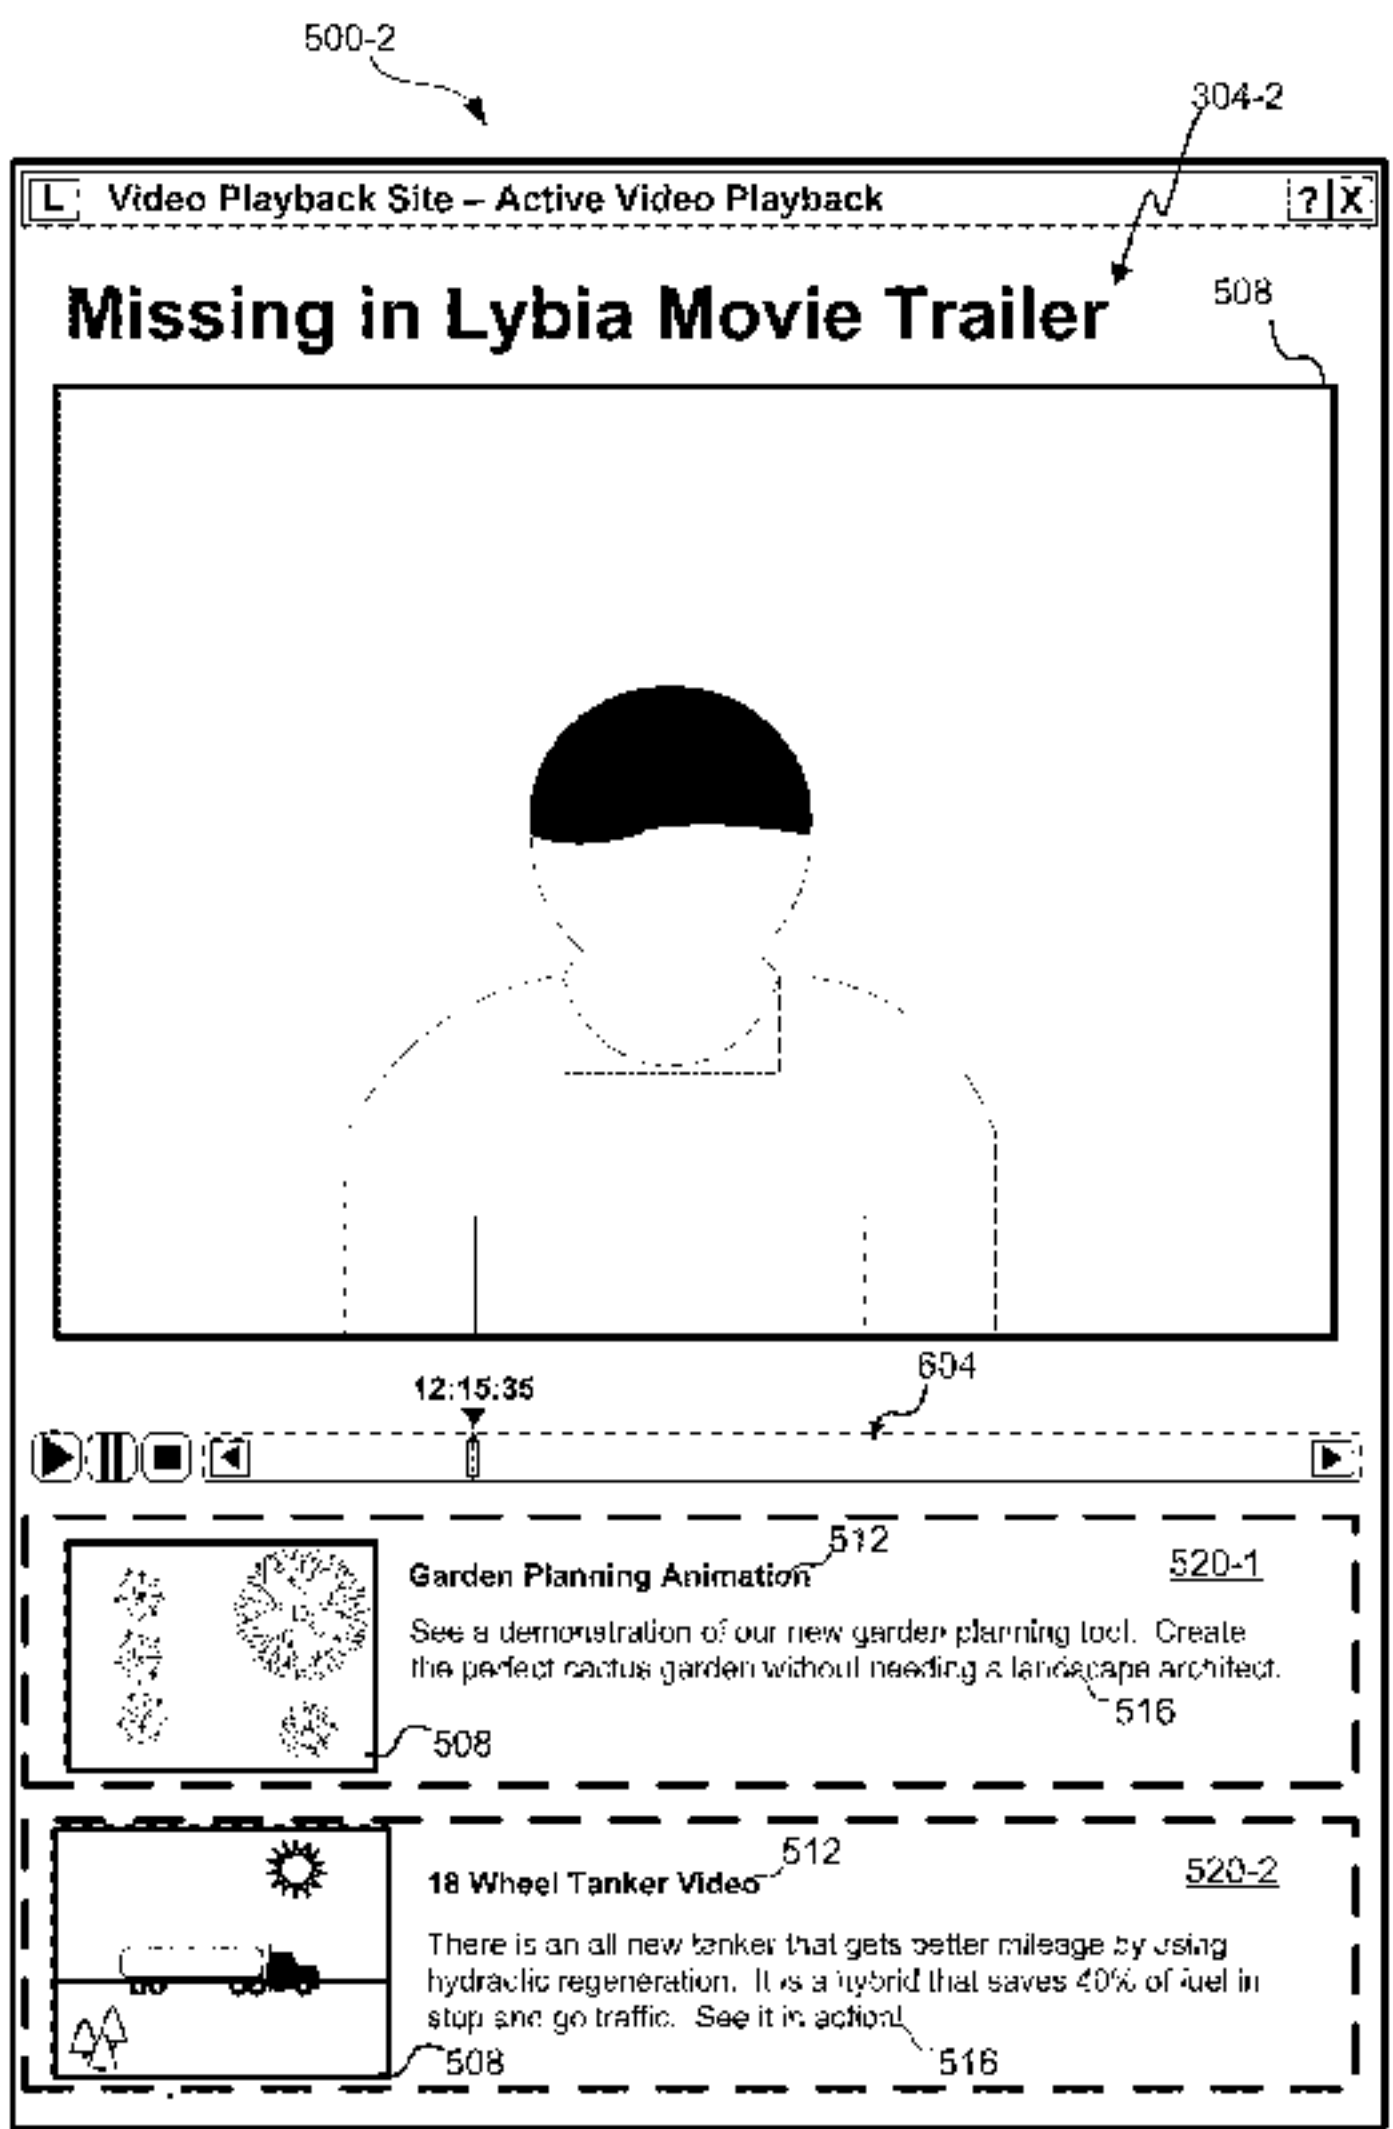 500-2
304-2
L Video Playback Site – Active Video Playback ? X
Missing in Lybia Movie Trailer
508
604
12:15:35
512
Garden Planning Animation
520-1
See a demonstration of our new garden planning tool. Create
the perfect cactus garden without needing a landscape architect.
516
508
512
18 Wheel Tanker Video
520-2
There is an all new tanker that gets better mileage by using
hydraulic regeneration. It is a hybrid that saves 40% of fuel in
stop and go traffic. See it in action!
508
516